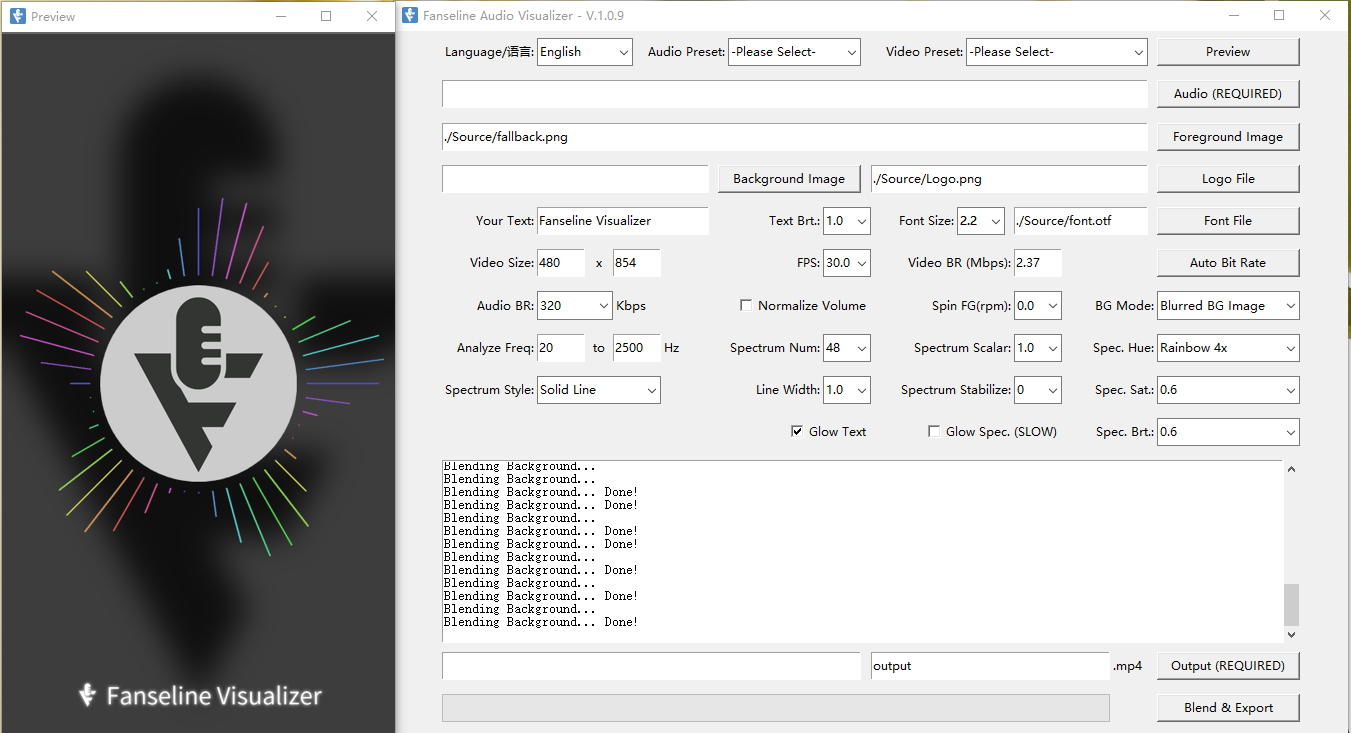 Preview
Fanseline Audio Visualizer - V.1.0.9
Language/语言: English Audio Preset: -Please Select- Video Preset: -Please Select- Preview
Audio (REQUIRED)
./Source/fallback.png Foreground Image
Background Image ./Source/Logo.png Logo File
Your Text: Fanseline Visualizer Text Brt.: 1.0 Font Size: 2.2 ./Source/font.otf Font File
Video Size: 480 x 854 FPS: 30.0 Video BR (Mbps): 2.37 Auto Bit Rate
Audio BR: 320 Kbps Normalize Volume Spin FG(rpm): 0.0 BG Mode: Blurred BG Image
Analyze Freq: 20 to 2500 Hz Spectrum Num: 48 Spectrum Scalar: 1.0 Spec. Hue: Rainbow 4x
Spectrum Style: Solid Line Line Width: 1.0 Spectrum Stabilize: 0 Spec. Sat.: 0.6
Glow Text Glow Spec. (SLOW) Spec. Brt.: 0.6
Blending Background...
Blending Background...
Blending Background... Done!
Blending Background... Done!
Blending Background...
Blending Background... Done!
Blending Background... Done!
Blending Background...
Blending Background... Done!
Blending Background...
Blending Background... Done!
Blending Background...
Blending Background... Done!
output .mp4 Output (REQUIRED)
Blend & Export
Fanseline Visualizer